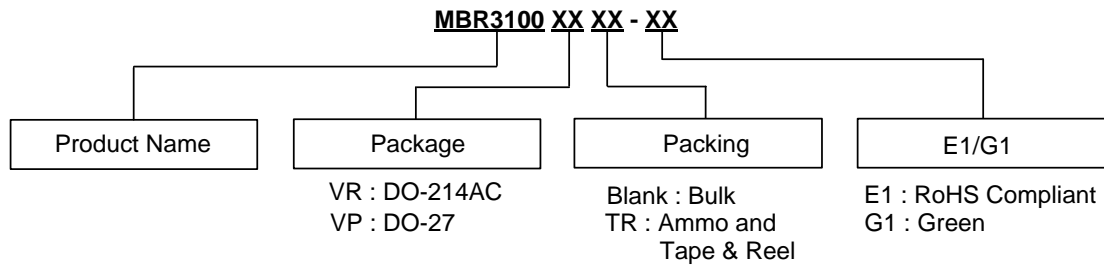 MBR3100 XX XX - XX
Product Name
Package
Packing
E1/G1
VR : DO-214AC
VP : DO-27
Blank : Bulk
TR : Ammo and
Tape & Reel
E1 : RoHS Compliant
G1 : Green